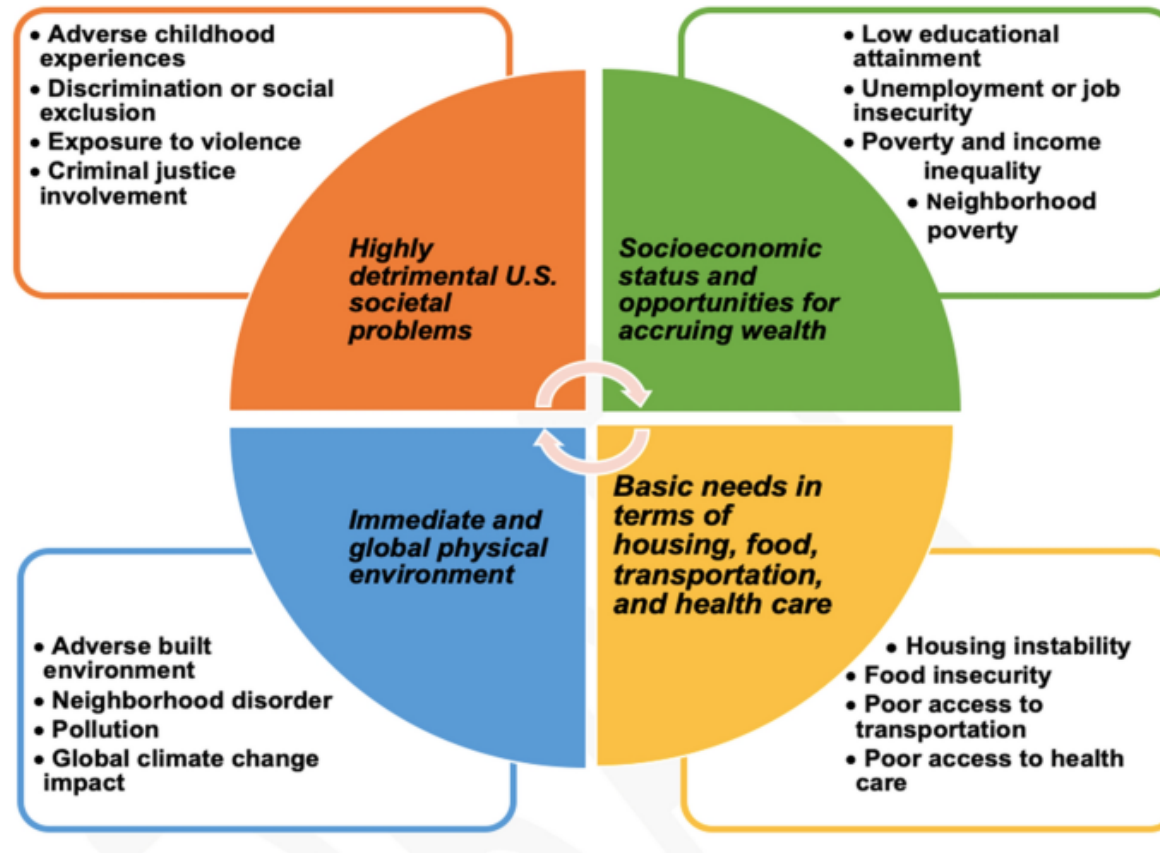 • Adverse childhood
experiences
• Discrimination or social
exclusion
• Exposure to violence
• Criminal justice
involvement
• Low educational
attainment
• Unemployment or job
insecurity
• Poverty and income
inequality
• Neighborhood
poverty
Highly
detrimental U.S.
societal
problems
Socioeconomic
status and
opportunities for
accruing wealth
Immediate and
global physical
environment
Basic needs in
terms of
housing, food,
transportation,
and health care
• Adverse built
environment
• Neighborhood disorder
• Pollution
• Global climate change
impact
• Housing instability
• Food insecurity
• Poor access to
transportation
• Poor access to health
care